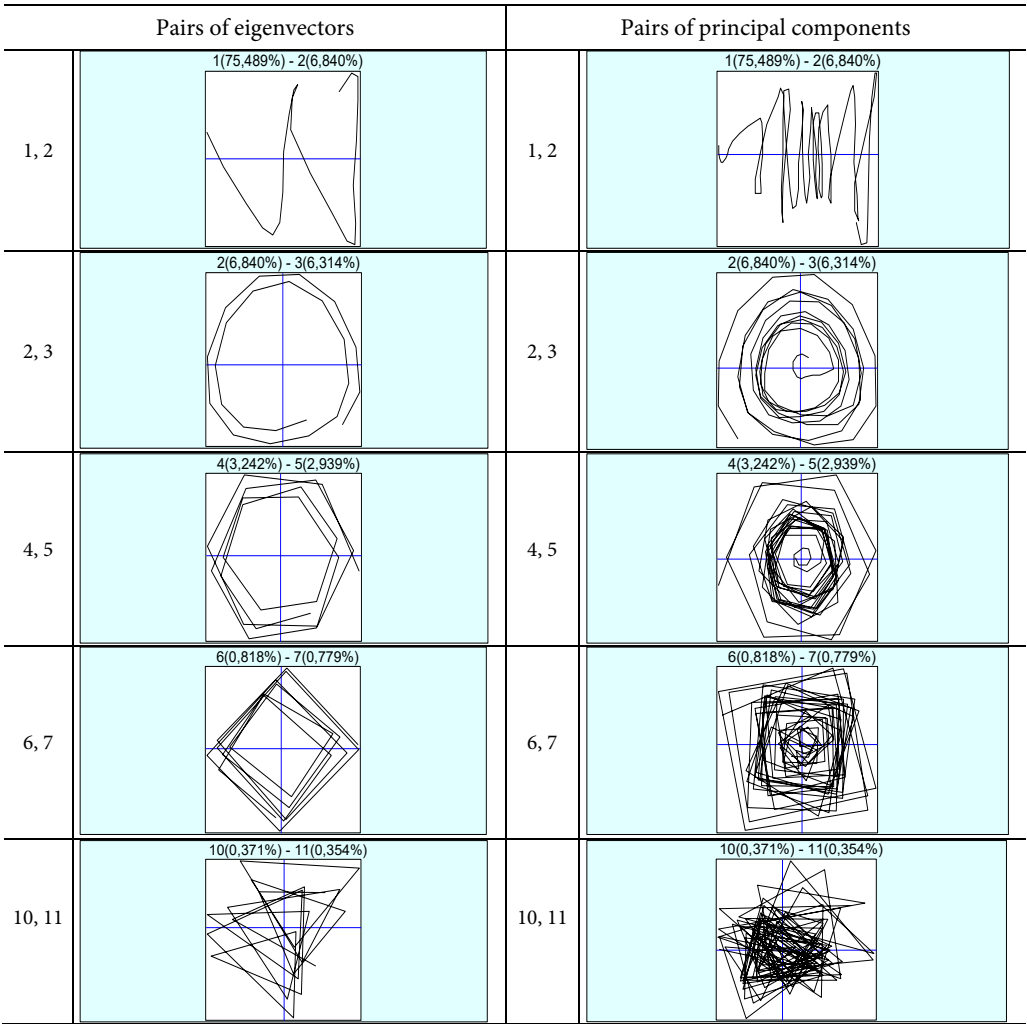 Pairs of eigenvectors Pairs of principal components
1(75,489%) - 2(6,840%) 1(75,489%) - 2(6,840%)
1, 2 1, 2
2(6,840%) - 3(6,314%) 2(6,840%) - 3(6,314%)
2, 3 2, 3
4(3,242%) - 5(2,939%) 4(3,242%) - 5(2,939%)
4, 5 4, 5
6(0,818%) - 7(0,779%) 6(0,818%) - 7(0,779%)
6, 7 6, 7
10(0,371%) - 11(0,354%) 10(0,371%) - 11(0,354%)
10, 11 10, 11